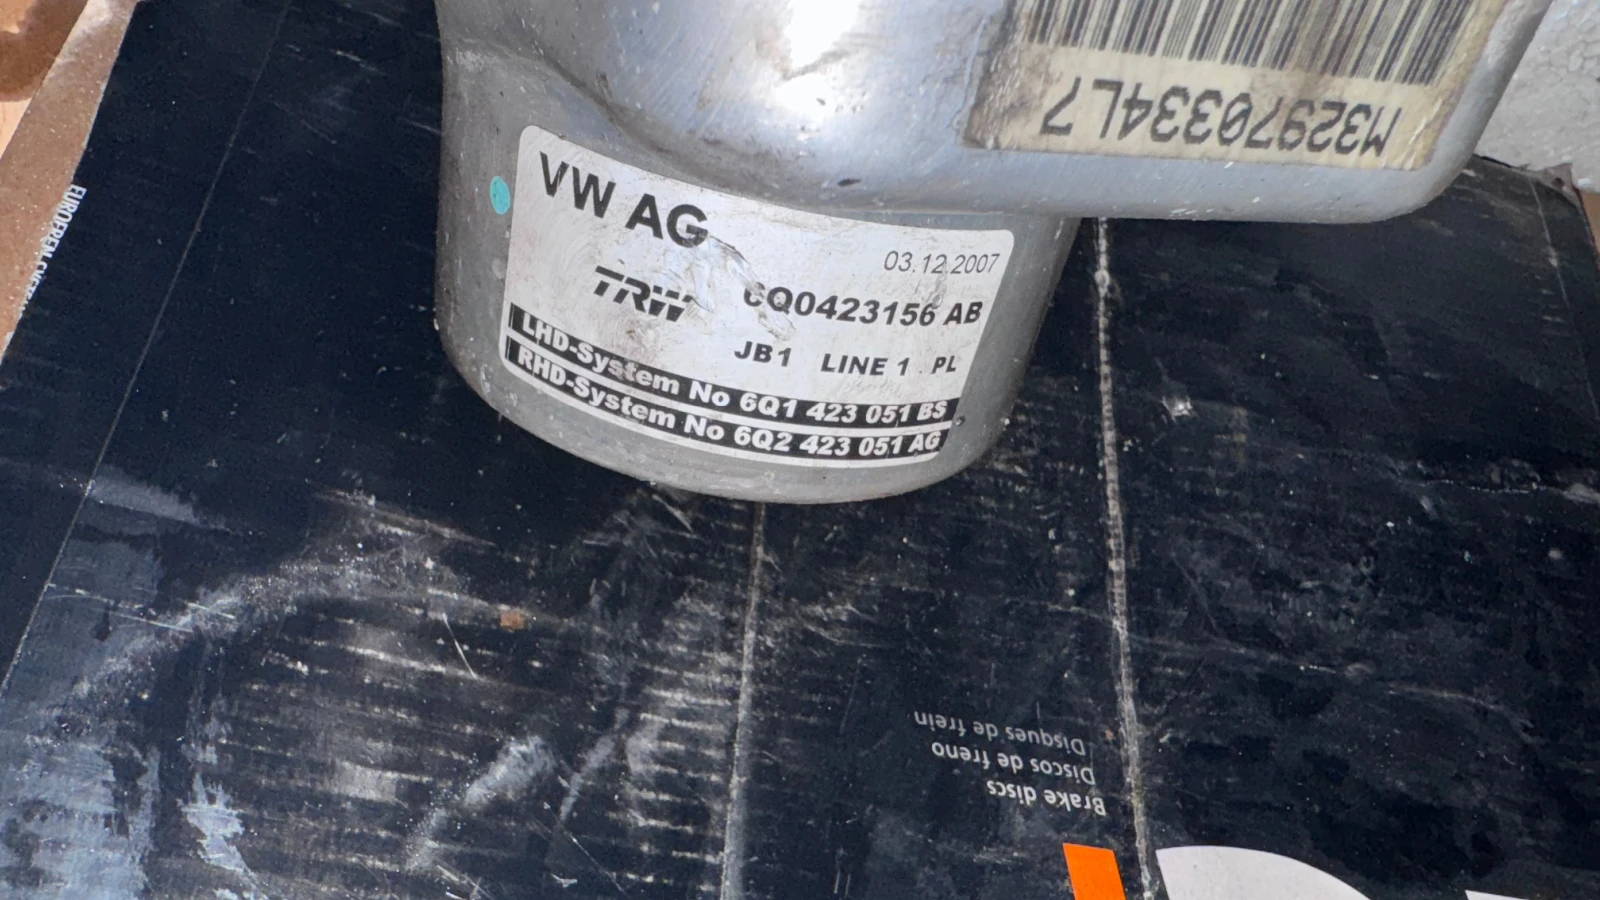 M32970334L7
VW AG
03.12.2007
TRW
6Q0423156 AB
JB1 LINE 1 PL
LHD-System No 6Q1 423 051 BS
RHD-System No 6Q2 423 051 AG
Brake discs
Discos de freno
Disques de frein